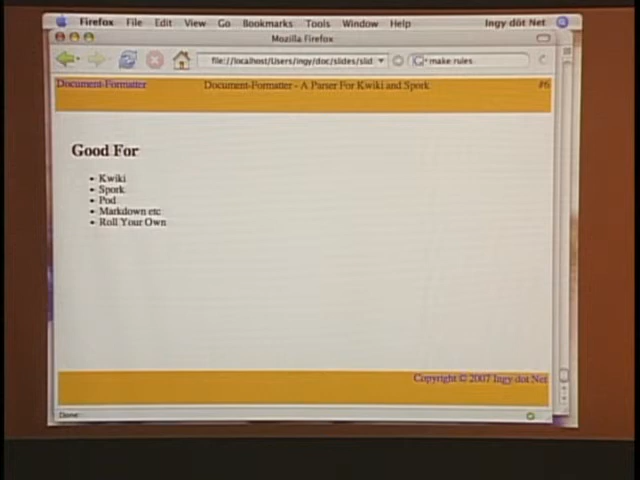 Firefox File Edit View Go Bookmarks Tools Window Help Ingy döt Net
Mozilla Firefox
file://localhost/Users/ingy/doc/slides/slid make rules
Document-Formatter Document-Formatter - A Parser For Kwiki and Spork #6
Good For
• Kwiki
• Spork
• Pod
• Markdown etc
• Roll Your Own
Copyright © 2007 Ingy döt Net
Done